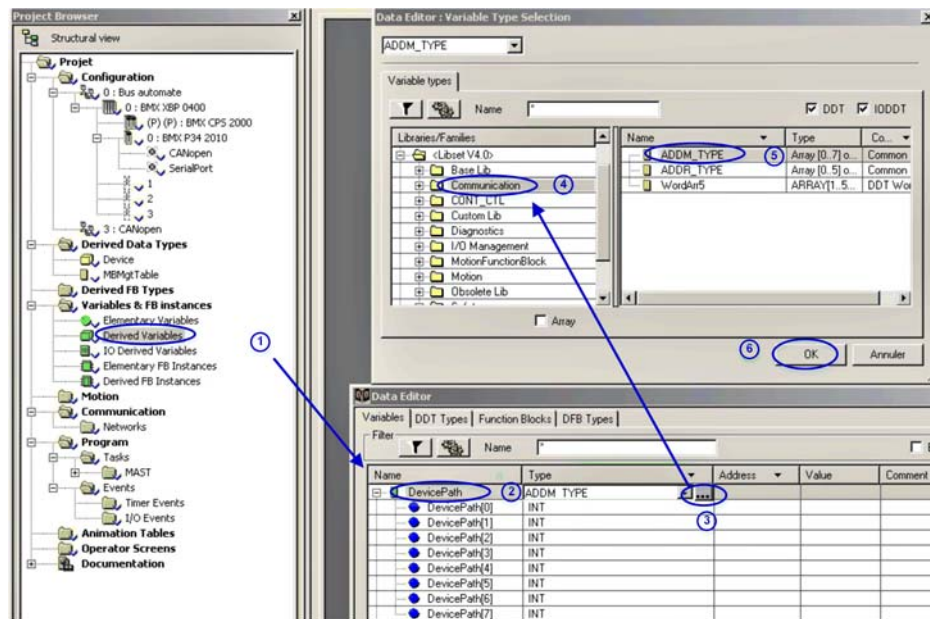 Project Browser
Structural view
Projet
Configuration
0 : Bus automate
0 : BMX XBP 0400
(P) (P) : BMX CPS 2000
0 : BMX P34 2010
CANopen
SerialPort
1
2
3
3 : CANopen
Derived Data Types
Device
MBMgtTable
Derived FB Types
Variables & FB instances
Elementary Variables
Derived Variables
IO Derived Variables
Elementary FB Instances
Derived FB Instances
Motion
Communication
Networks
Program
Tasks
MAST
Events
Timer Events
I/O Events
Animation Tables
Operator Screens
Documentation
1
Data Editor : Variable Type Selection
ADDM_TYPE
Variable types
Name * DDT IODDT
Libraries/Families
<Libset V4.0>
Base Lib
Communication 4
CONT_CTL
Custom Lib
Diagnostics
I/O Management
MotionFunctionBlock
Motion
Obsolete Lib
Name Type Co...
ADDM_TYPE 5 Array [0..7] o... Common
ADDR_TYPE Array [0..5] o... Common
WordArr5 ARRAY[1..5... DDT Wor
Array
6 OK Annuler
Data Editor
Variables DDT Types Function Blocks DFB Types
Filter
Name *
Name Type Address Value Comment
DevicePath 2 ADDM_TYPE ... 3
DevicePath[0] INT
DevicePath[1] INT
DevicePath[2] INT
DevicePath[3] INT
DevicePath[4] INT
DevicePath[5] INT
DevicePath[6] INT
DevicePath[7] INT